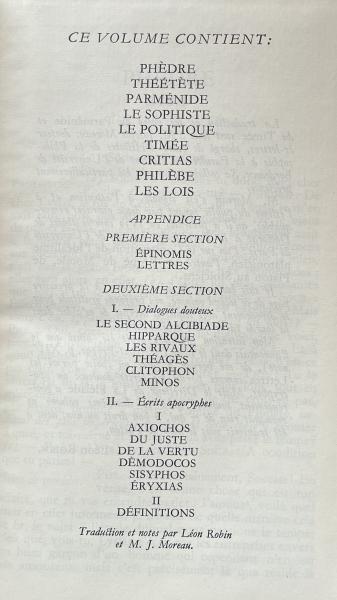 CE VOLUME CONTIENT:
PHÈDRE
THÉÉTÈTE
PARMÉNIDE
LE SOPHISTE
LE POLITIQUE
TIMÉE
CRITIAS
PHILÈBE
LES LOIS
APPENDICE
PREMIÈRE SECTION
ÉPINOMIS
LETTRES
DEUXIÈME SECTION
I. — Dialogues douteux
LE SECOND ALCIBIADE
HIPPARQUE
LES RIVAUX
THÉAGÈS
CLITOPHON
MINOS
II. — Écrits apocryphes
I
AXIOCHOS
DU JUSTE
DE LA VERTU
DÈMODOCOS
SISYPHOS
ÉRYXIAS
II
DÉFINITIONS
Traduction et notes par Léon Robin
et M. J. Moreau.